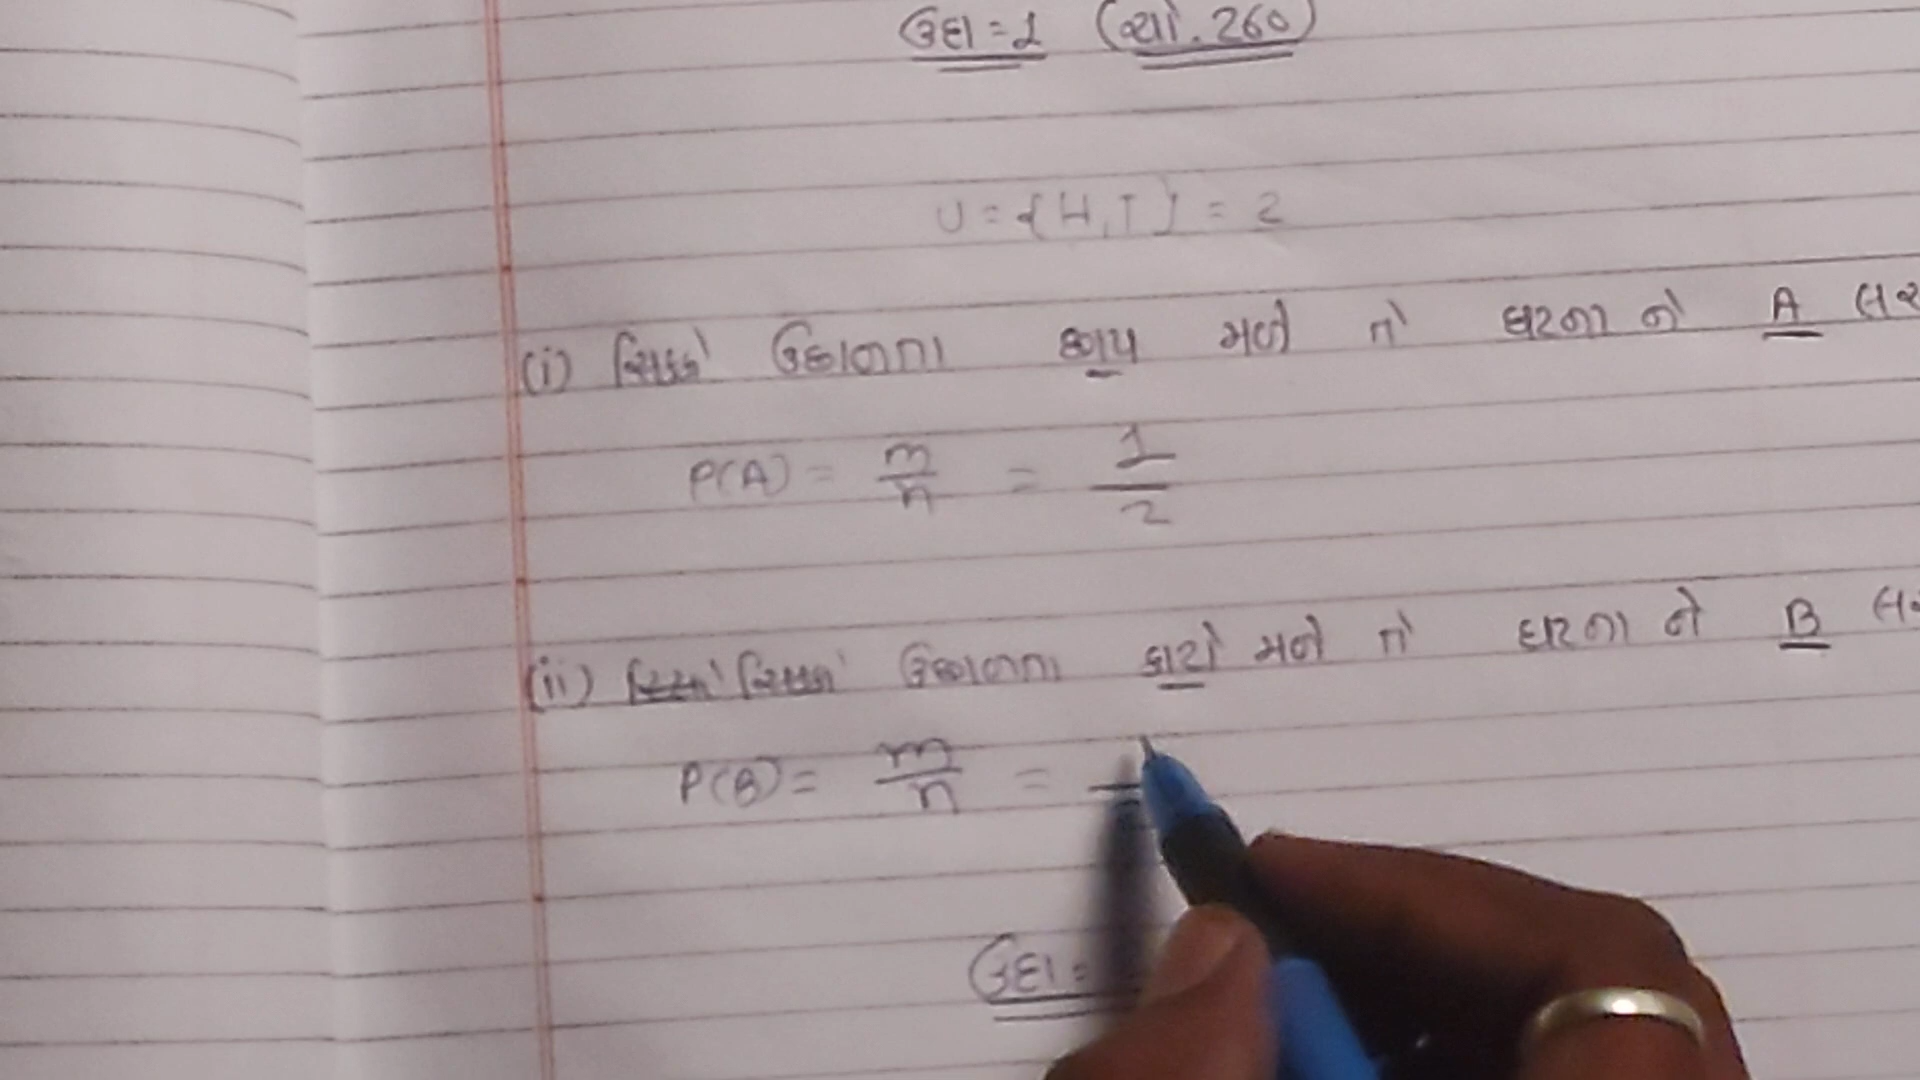 ઉદા = 1 (સ્વા. 260)
U = {H, T} = 2
(i) સિક્કો ઉછાળતા છાપ મળે તો ઘટના ને A
P(A) = m/n = 1/2
(ii) સિક્કો ઉછાળતા કાટો મળે તો ઘટના ને B
P(B) = m/n =
ઉદા =